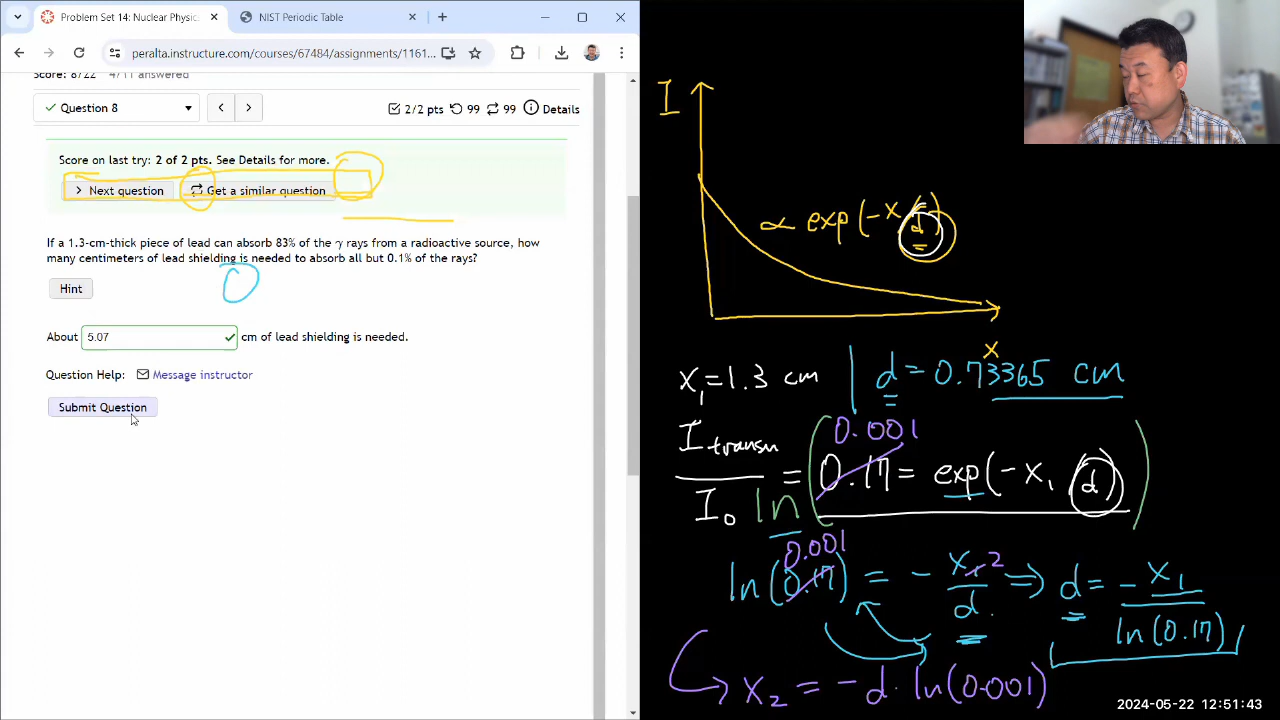 Problem Set 14: Nuclear Physic
NIST Periodic Table
peralta.instructure.com/courses/67484/assignments/1161...
Score: 8/22 4/11 answered
Question 8
2/2 pts 99 99 Details
Score on last try: 2 of 2 pts. See Details for more.
> Next question Get a similar question
If a 1.3-cm-thick piece of lead can absorb 83% of the γ rays from a radioactive source, how
many centimeters of lead shielding is needed to absorb all but 0.1% of the rays?
Hint
About 5.07 cm of lead shielding is needed.
Question Help: Message instructor
Submit Question
I
∝ exp(-x/d)
x
x₁=1.3 cm | d = 0.73365 cm
0.001
I transm / I₀ = 0.17 = exp(-x₁/d)
ln
0.001
ln(0.17) = - x₁ 2 / d ⇒ d = - x₁ / ln(0.17)
x₂ = - d · ln(0.001)
2024-05-22 12:51:43